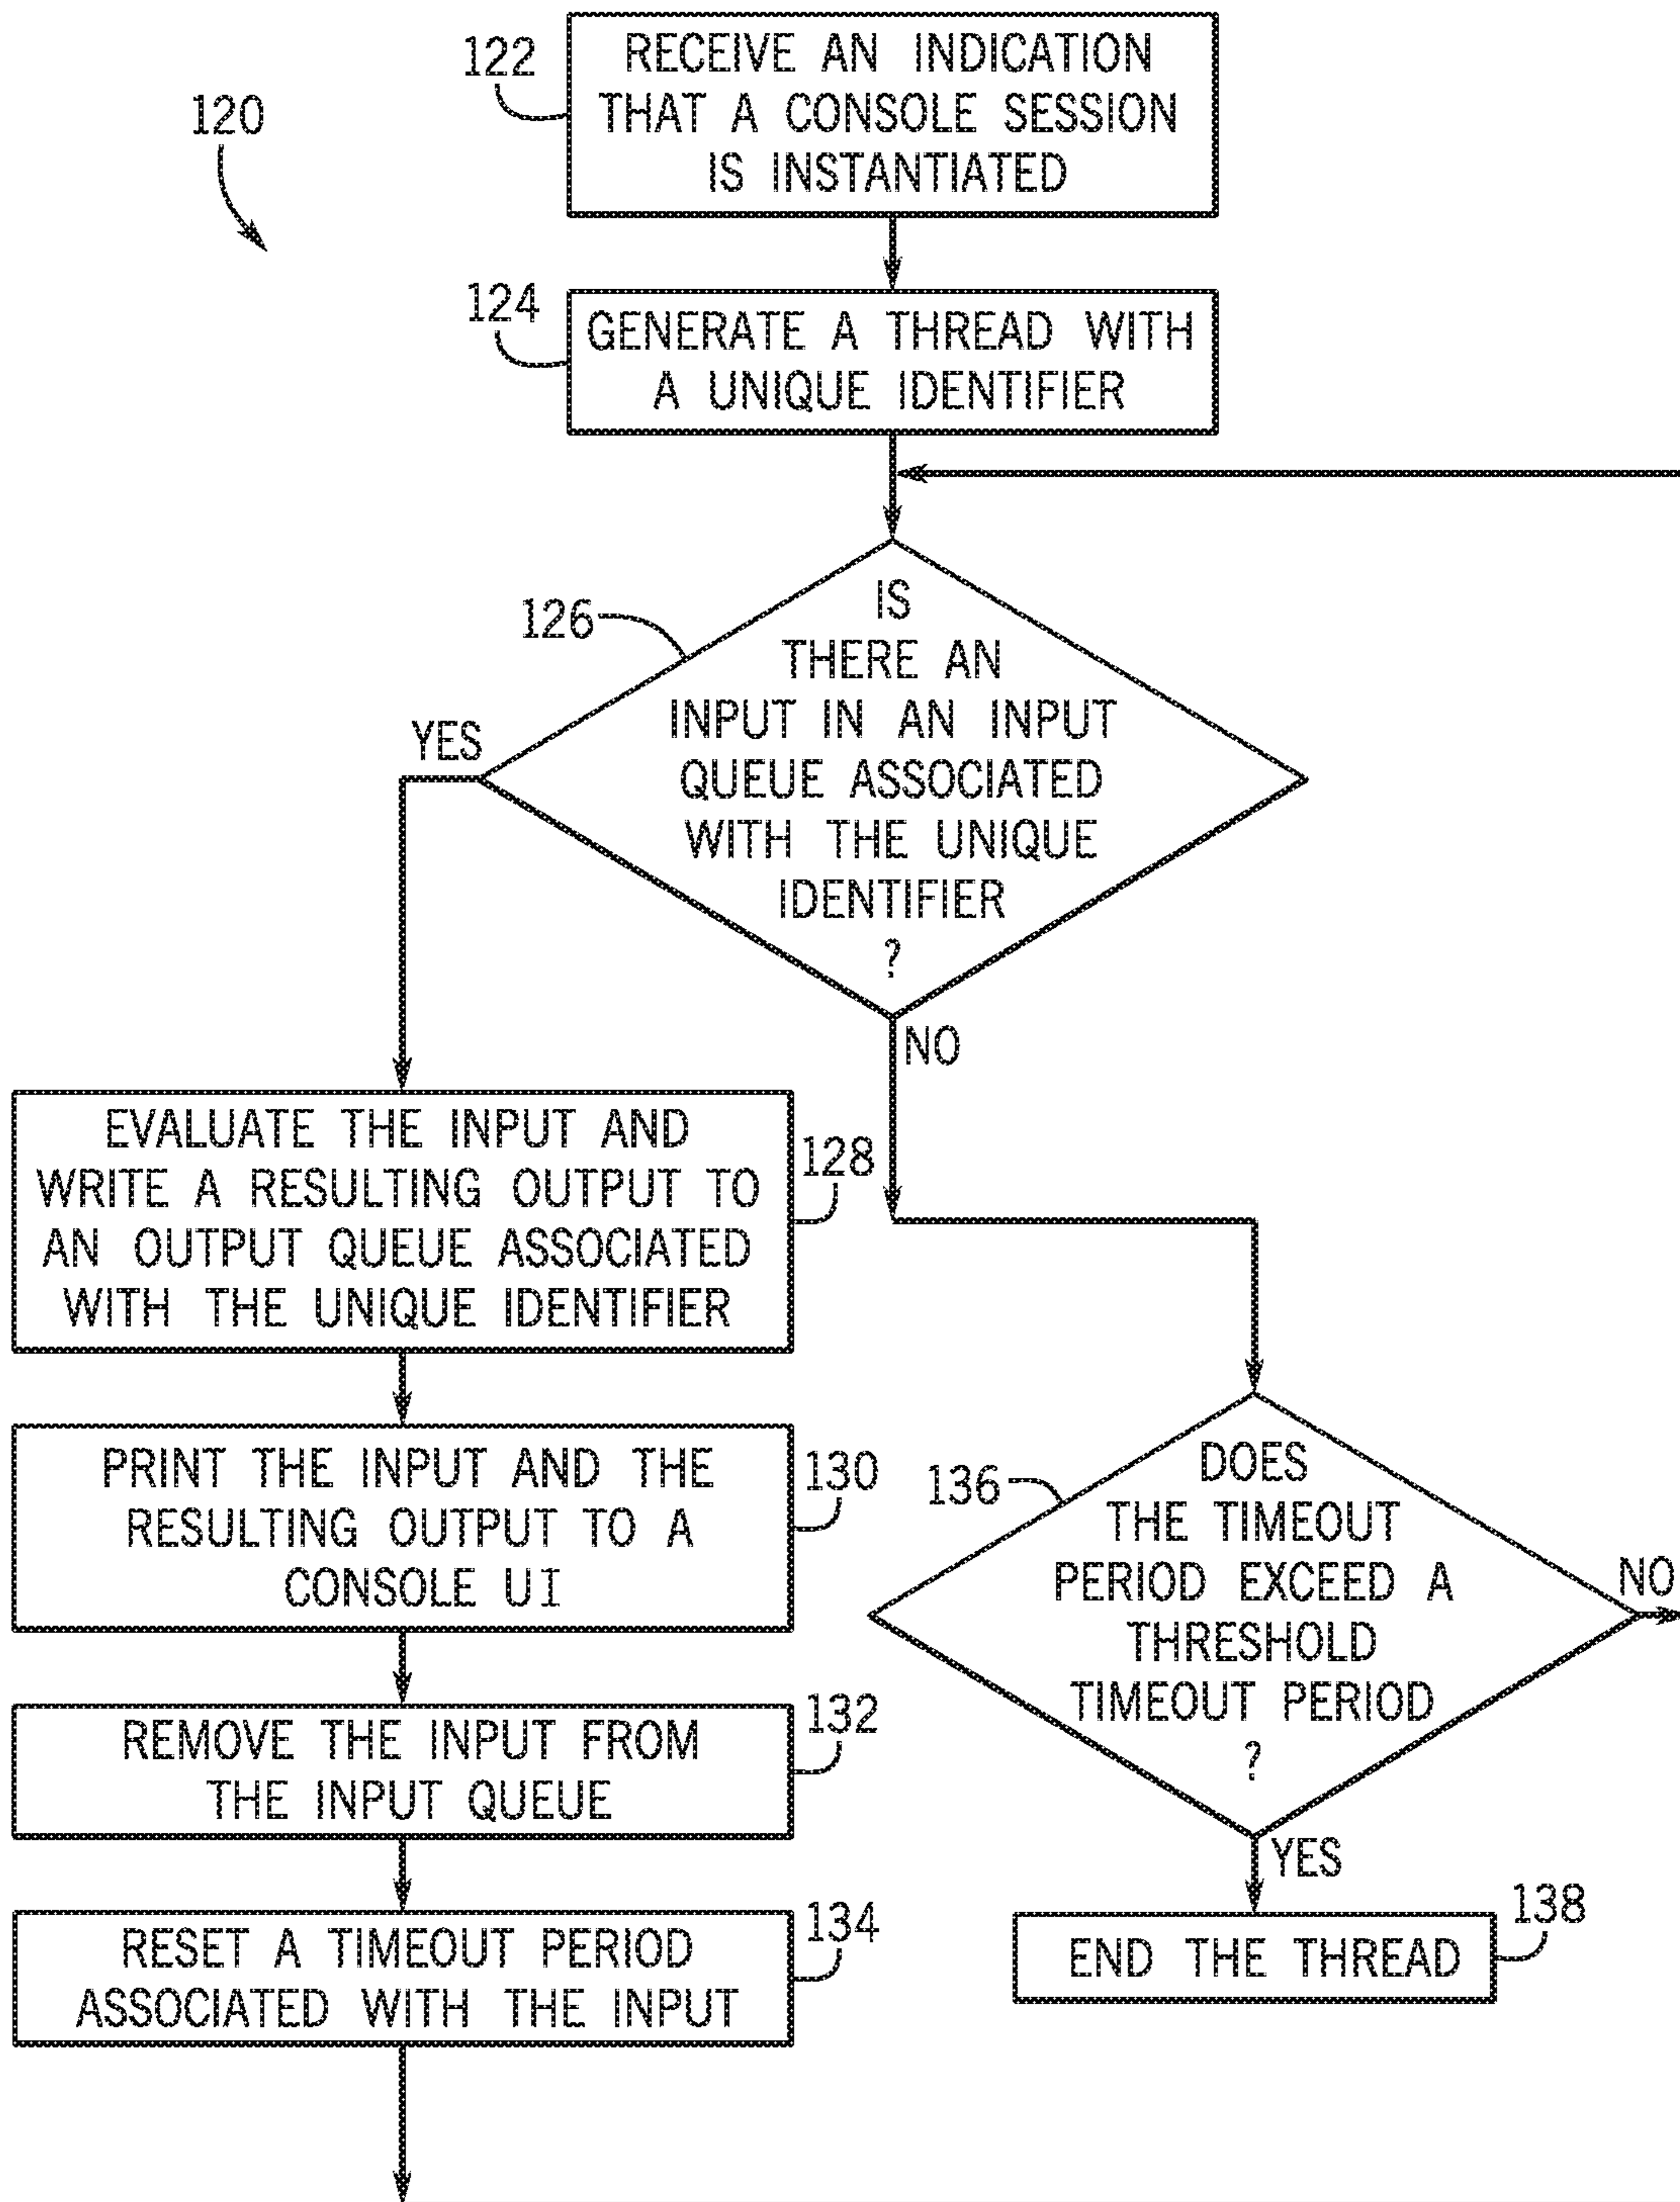 120
122
RECEIVE AN INDICATION
THAT A CONSOLE SESSION
IS INSTANTIATED
124
GENERATE A THREAD WITH
A UNIQUE IDENTIFIER
126
IS
THERE AN
INPUT IN AN INPUT
QUEUE ASSOCIATED
WITH THE UNIQUE
IDENTIFIER
?
YES
NO
EVALUATE THE INPUT AND
WRITE A RESULTING OUTPUT TO
AN OUTPUT QUEUE ASSOCIATED
WITH THE UNIQUE IDENTIFIER
128
PRINT THE INPUT AND THE
RESULTING OUTPUT TO A
CONSOLE UI
130
REMOVE THE INPUT FROM
THE INPUT QUEUE
132
RESET A TIMEOUT PERIOD
ASSOCIATED WITH THE INPUT
134
136
DOES
THE TIMEOUT
PERIOD EXCEED A
THRESHOLD
TIMEOUT PERIOD
?
NO
YES
END THE THREAD
138